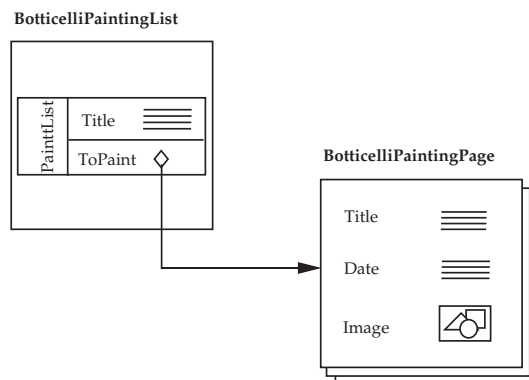 BotticelliPaintingList
PainttList
Title
ToPaint
BotticelliPaintingPage
Title
Date
Image